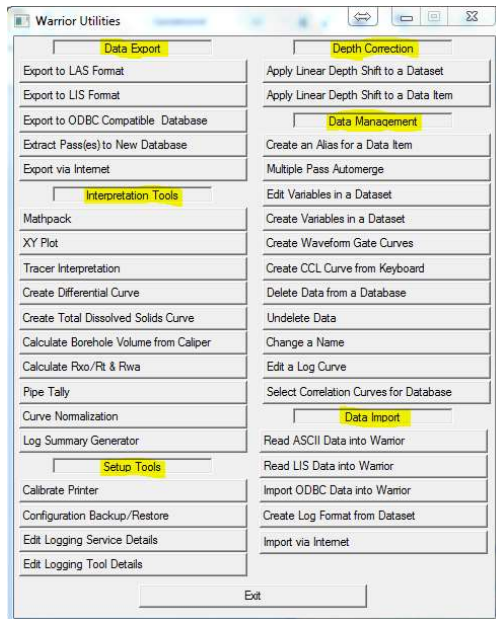 Warrior Utilities
Data Export
Export to LAS Format
Export to LIS Format
Export to ODBC Compatible Database
Extract Pass(es) to New Database
Export via Internet
Interpretation Tools
Mathpack
XY Plot
Tracer Interpretation
Create Differential Curve
Create Total Dissolved Solids Curve
Calculate Borehole Volume from Caliper
Calculate Rxo/Rt & Rwa
Pipe Tally
Curve Normalization
Log Summary Generator
Setup Tools
Calibrate Printer
Configuration Backup/Restore
Edit Logging Service Details
Edit Logging Tool Details
Depth Correction
Apply Linear Depth Shift to a Dataset
Apply Linear Depth Shift to a Data Item
Data Management
Create an Alias for a Data Item
Multiple Pass Automerge
Edit Variables in a Dataset
Create Variables in a Dataset
Create Waveform Gate Curves
Create CCL Curve from Keyboard
Delete Data from a Database
Undelete Data
Change a Name
Edit a Log Curve
Select Correlation Curves for Database
Data Import
Read ASCII Data into Warrior
Read LIS Data into Warrior
Import ODBC Data into Warrior
Create Log Format from Dataset
Import via Internet
Exit